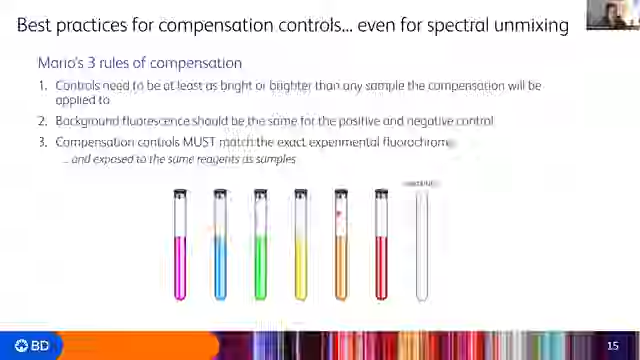 Best practices for compensation controls... even for spectral unmixing
Mario's 3 rules of compensation
1. Controls need to be at least as bright or brighter than any sample the compensation will be
applied to
2. Background fluorescence should be the same for the positive and negative control
3. Compensation controls MUST match the exact experimental fluorochrome
... and exposed to the same reagents as samples
BD
15